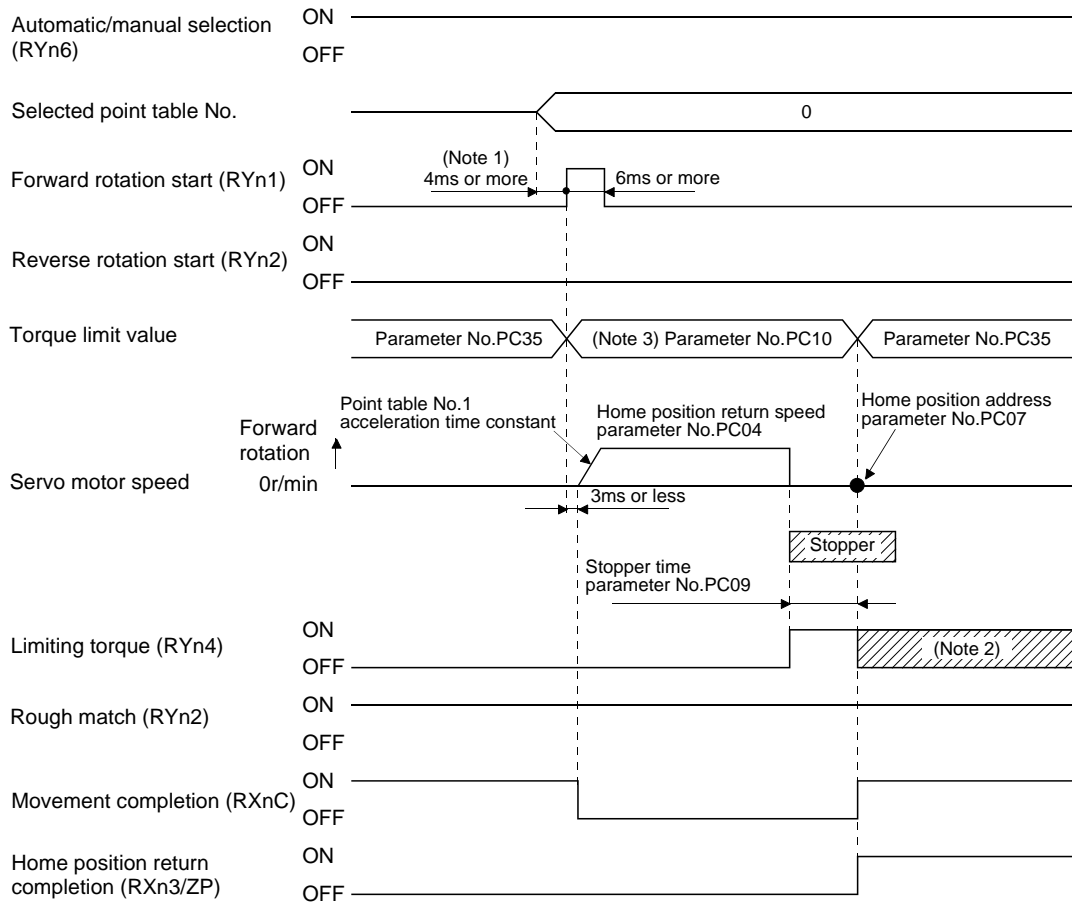 Automatic/manual selection
(RYn6)
ON
OFF
Selected point table No.
0
Forward rotation start (RYn1)
ON
OFF
(Note 1)
4ms or more
6ms or more
Reverse rotation start (RYn2)
ON
OFF
Torque limit value
Parameter No.PC35
(Note 3) Parameter No.PC10
Parameter No.PC35
Point table No.1
acceleration time constant
Home position return speed
parameter No.PC04
Home position address
parameter No.PC07
Forward
rotation
Servo motor speed
0r/min
3ms or less
Stopper
Stopper time
parameter No.PC09
Limiting torque (RYn4)
ON
OFF
(Note 2)
Rough match (RYn2)
ON
OFF
Movement completion (RXnC)
ON
OFF
Home position return
completion (RXn3/ZP)
ON
OFF